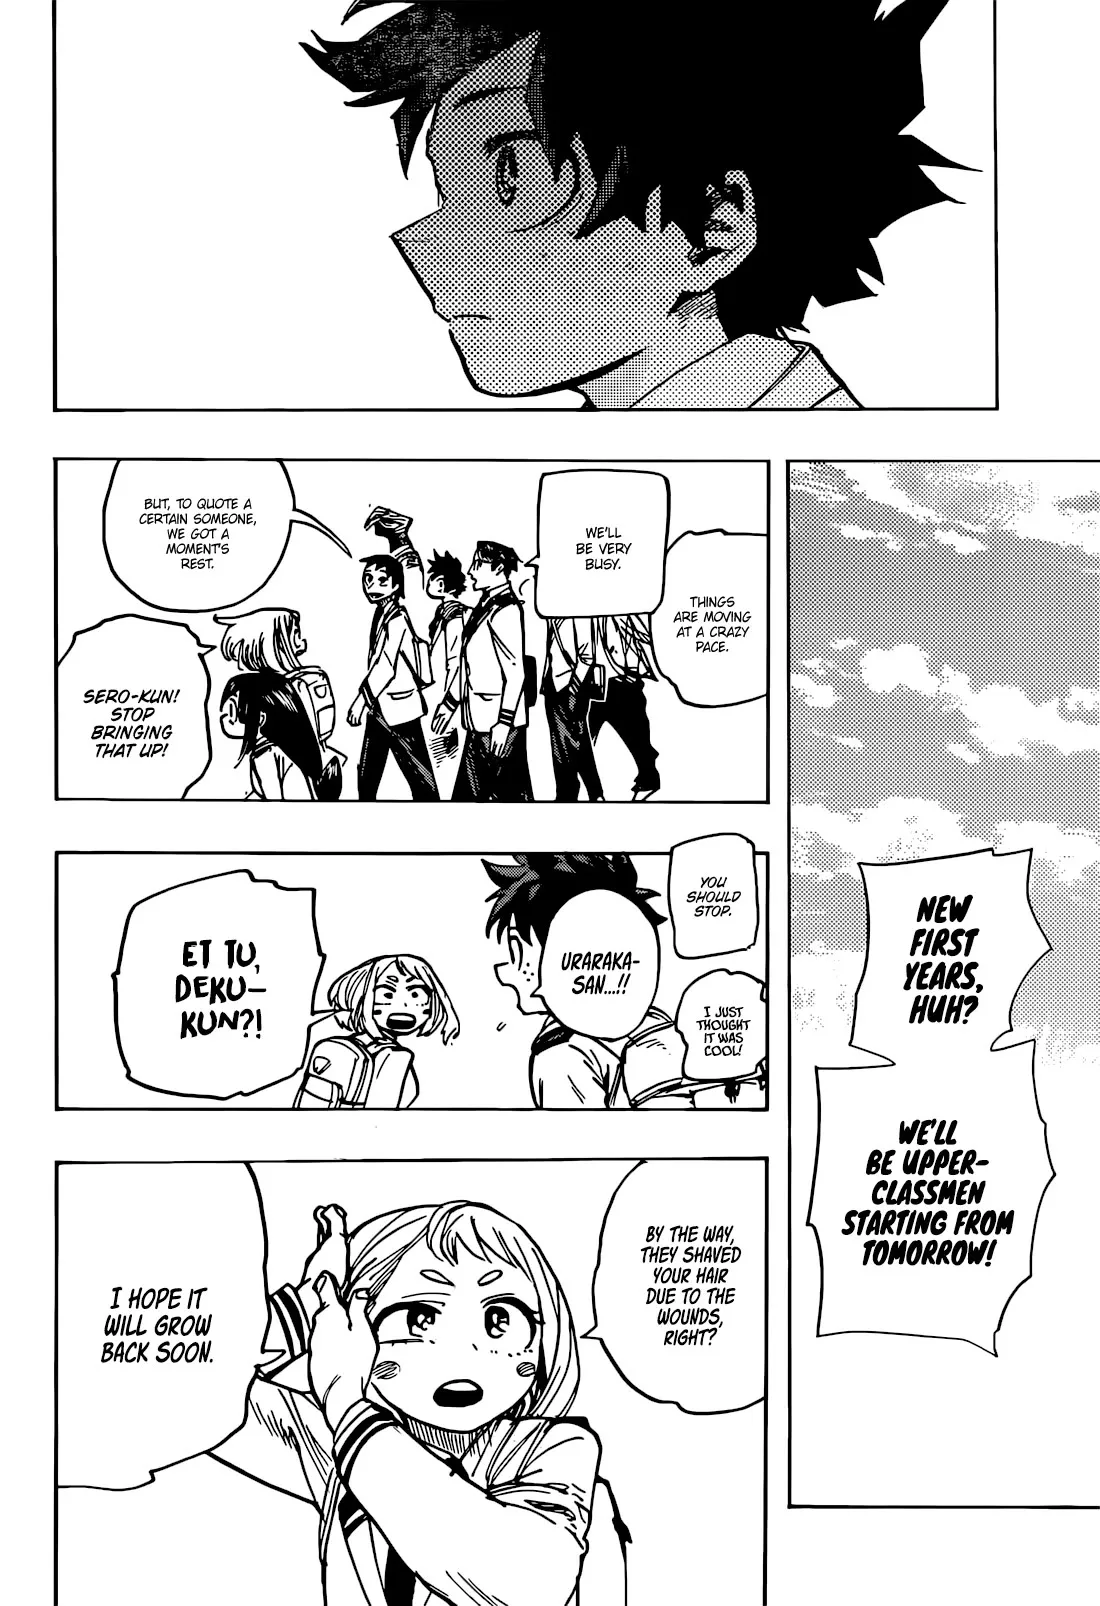 NEW
FIRST
YEARS,
HUH?
WE'LL
BE UPPER-
CLASSMEN
STARTING FROM
TOMORROW!
THINGS
ARE MOVING
AT A CRAZY
PACE.
WE'LL
BE VERY
BUSY.
BUT, TO QUOTE A
CERTAIN SOMEONE,
WE GOT A
MOMENT'S
REST.
SERO-KUN!
STOP
BRINGING
THAT UP!
YOU
SHOULD
STOP.
I JUST
THOUGHT
IT WAS
COOL!
URARAKA-
SAN...!!
ET TU,
DEKU-
KUN?!
BY THE WAY,
THEY SHAVED
YOUR HAIR
DUE TO THE
WOUNDS,
RIGHT?
I HOPE IT
WILL GROW
BACK SOON.